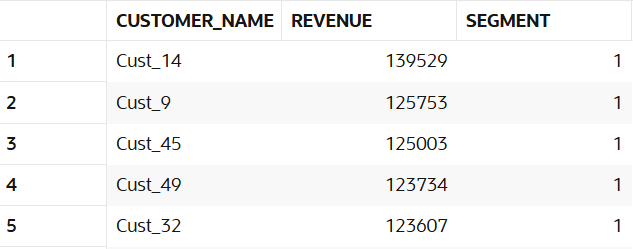 CUSTOMER_NAME REVENUE SEGMENT
1 Cust_14 139529 1
2 Cust_9 125753 1
3 Cust_45 125003 1
4 Cust_49 123734 1
5 Cust_32 123607 1